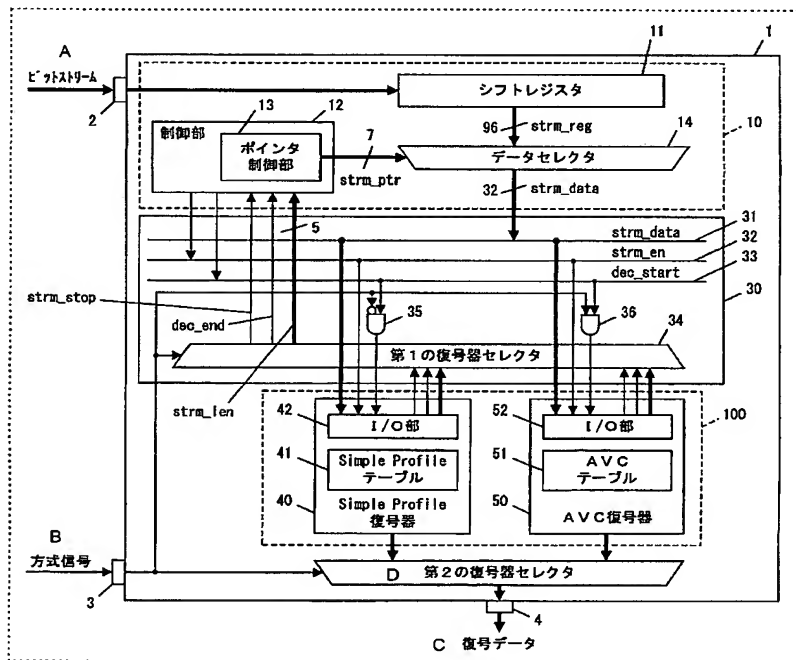 A
ビットストリーム
2
11
シフトレジスタ
1
13
12
制御部
ポインタ
制御部
96
strm_reg
14
10
7
strm_ptr
データセレクタ
32
strm_data
5
strm_data
31
strm_en
32
dec_start
33
strm_stop
dec_end
30
35
36
34
第1の復号器セレクタ
strm_len
42
I/O部
52
I/O部
100
41
Simple Profile
テーブル
51
AVC
テーブル
40
Simple Profile
復号器
50
AVC復号器
B
方式信号
3
D 第2の復号器セレクタ
4
C 復号データ